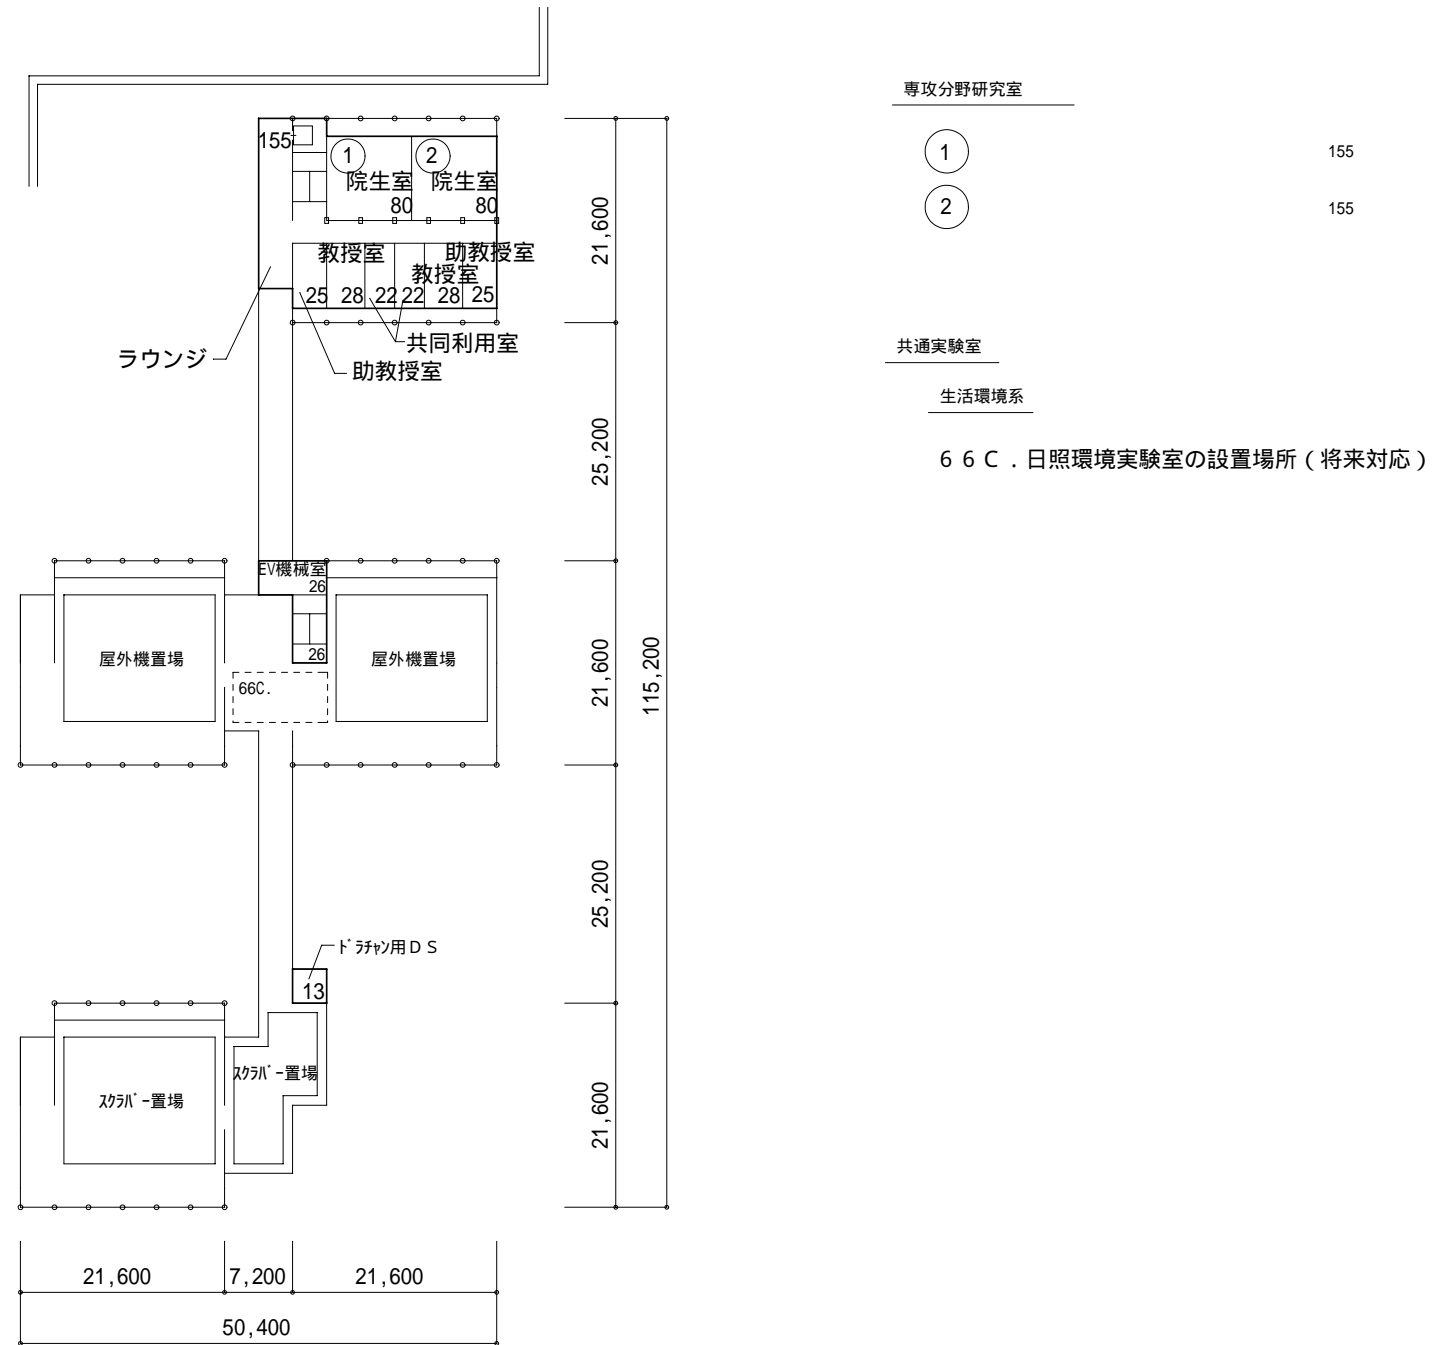 155
1
院生室
80
2
院生室
80
教授室
助教授室
教授室
25
28
22
22
28
25
ラウンジ
共同利用室
助教授室
EV機械室
26
26
屋外機置場
屋外機置場
66C.
ドラチャン用DS
13
スクラバー置場
スクラバー置場
21,600
25,200
21,600
25,200
21,600
115,200
21,600
7,200
21,600
50,400
専攻分野研究室
1 155
2 155
共通実験室
生活環境系
66C.日照環境実験室の設置場所(将来対応)